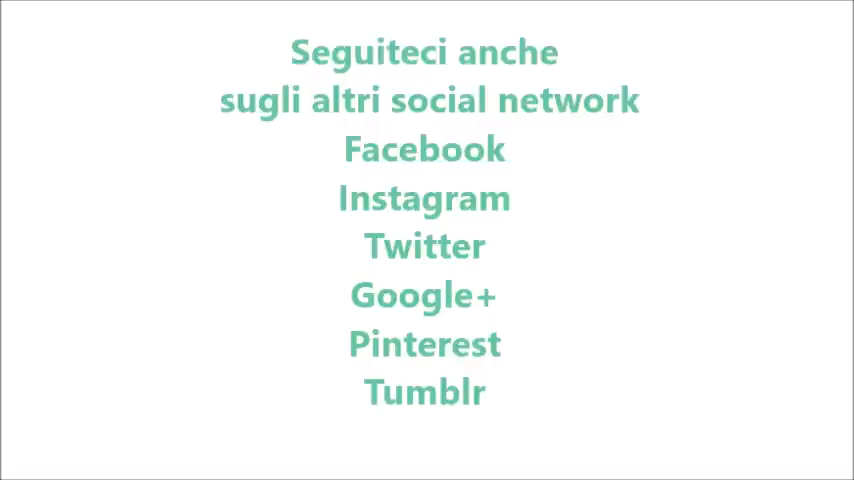 Seguiteci anche
sugli altri social network
Facebook
Instagram
Twitter
Google+
Pinterest
Tumblr